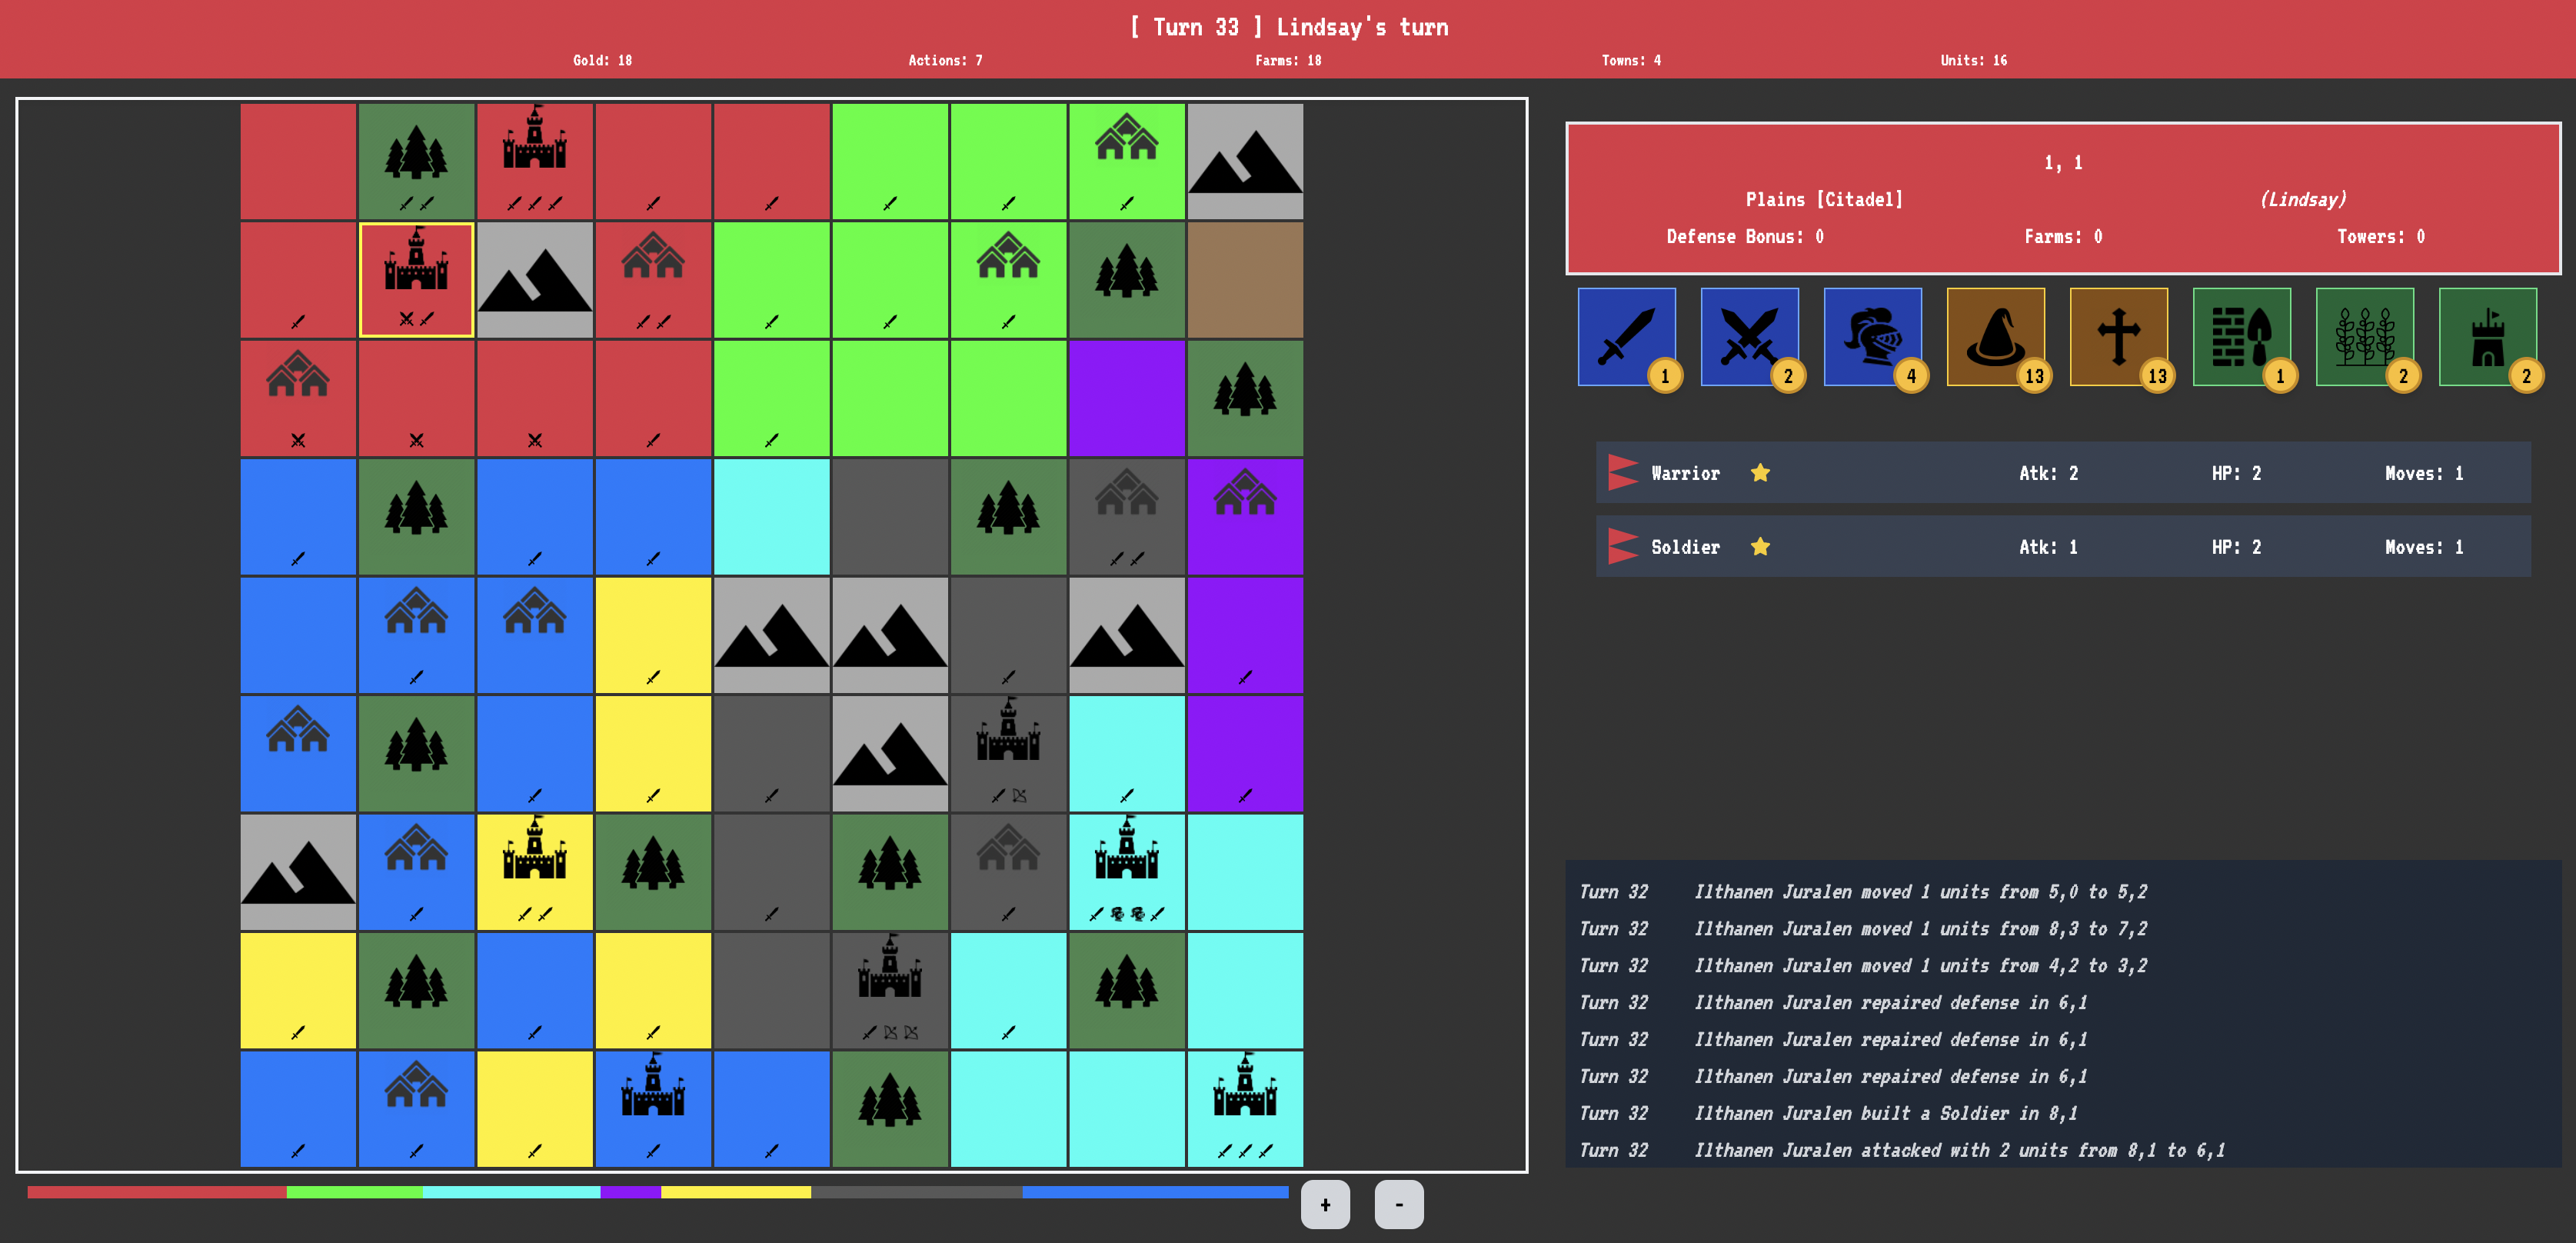 [ Turn 33 ] Lindsay's turn
Gold: 18 Actions: 7 Farms: 18 Towns: 4 Units: 16
1, 1
Plains [Citadel] (Lindsay)
Defense Bonus: 0 Farms: 0 Towers: 0
1 2 4 13 13 1 2 2
Warrior Atk: 2 HP: 2 Moves: 1
Soldier Atk: 1 HP: 2 Moves: 1
Turn 32 Ilthanen Juralen moved 1 units from 5,0 to 5,2
Turn 32 Ilthanen Juralen moved 1 units from 8,3 to 7,2
Turn 32 Ilthanen Juralen moved 1 units from 4,2 to 3,2
Turn 32 Ilthanen Juralen repaired defense in 6,1
Turn 32 Ilthanen Juralen repaired defense in 6,1
Turn 32 Ilthanen Juralen repaired defense in 6,1
Turn 32 Ilthanen Juralen built a Soldier in 8,1
Turn 32 Ilthanen Juralen attacked with 2 units from 8,1 to 6,1
+ -